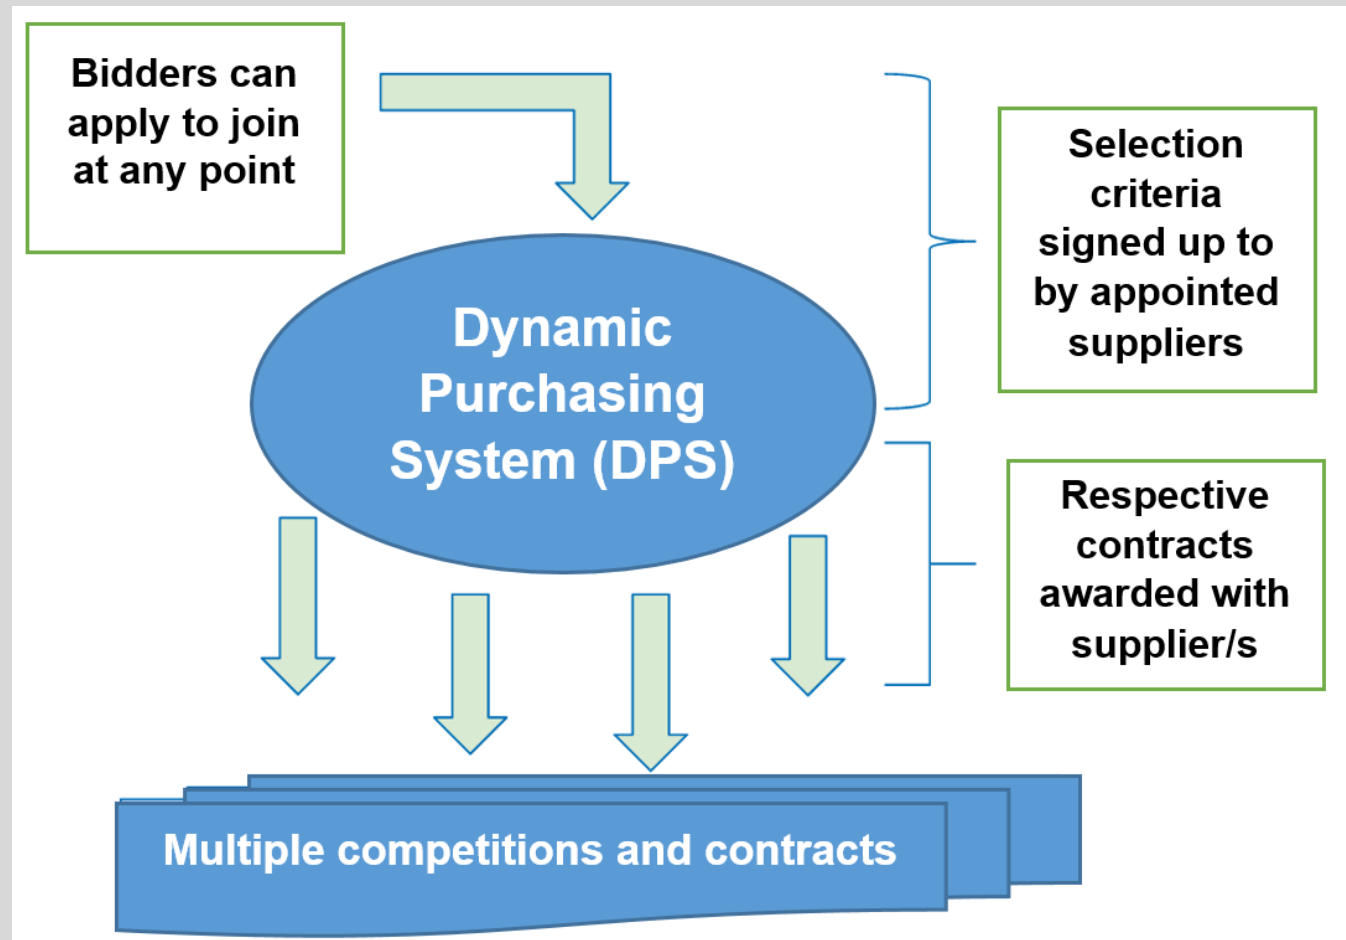 Bidders can
apply to join
at any point
Selection
criteria
signed up to
by appointed
suppliers
Dynamic
Purchasing
System (DPS)
Respective
contracts
awarded with
supplier/s
Multiple competitions and contracts